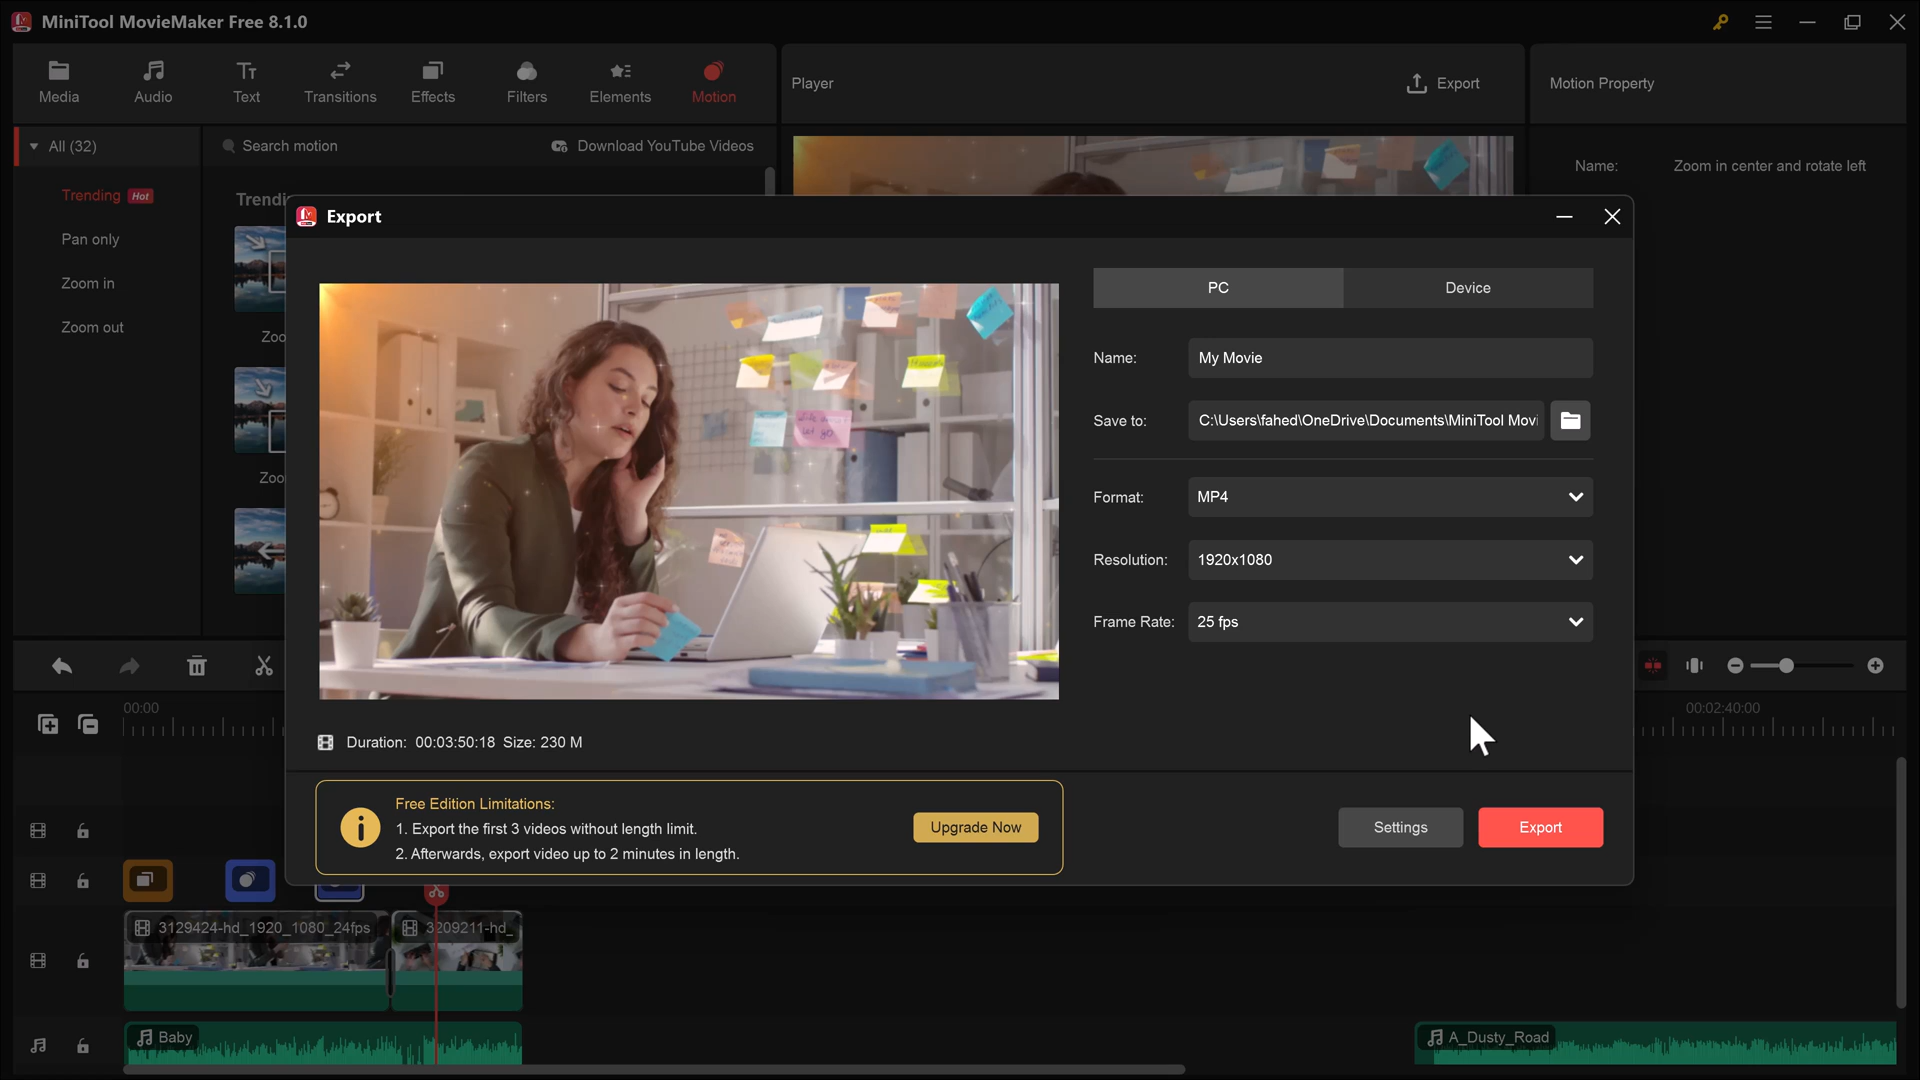 MiniTool MovieMaker Free 8.1.0
Media
Audio
Text
Transitions
Effects
Filters
Elements
Motion
Player
Export
Motion Property
All (32)
Search motion
Download YouTube Videos
Name:
Zoom in center and rotate left
Trending Hot
Pan only
Zoom in
Zoom out
Export
PC
Device
Name:
My Movie
Save to:
C:\Users\fahed\OneDrive\Documents\MiniTool Movi
Format:
MP4
Resolution:
1920x1080
Frame Rate:
25 fps
Duration: 00:03:50:18 Size: 230 M
Free Edition Limitations:
1. Export the first 3 videos without length limit.
2. Afterwards, export video up to 2 minutes in length.
Upgrade Now
Settings
Export
00:00
00:02:40:00
3129424-hd_1920_1080_24fps
3209211-hd_
Baby
A_Dusty_Road